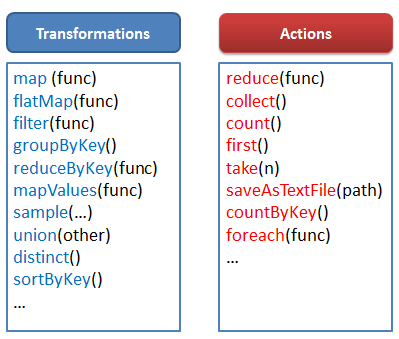 Transformations
map (func)
flatMap(func)
filter(func)
groupByKey()
reduceByKey(func)
mapValues(func)
sample(…)
union(other)
distinct()
sortByKey()
…
Actions
reduce(func)
collect()
count()
first()
take(n)
saveAsTextFile(path)
countByKey()
foreach(func)
…